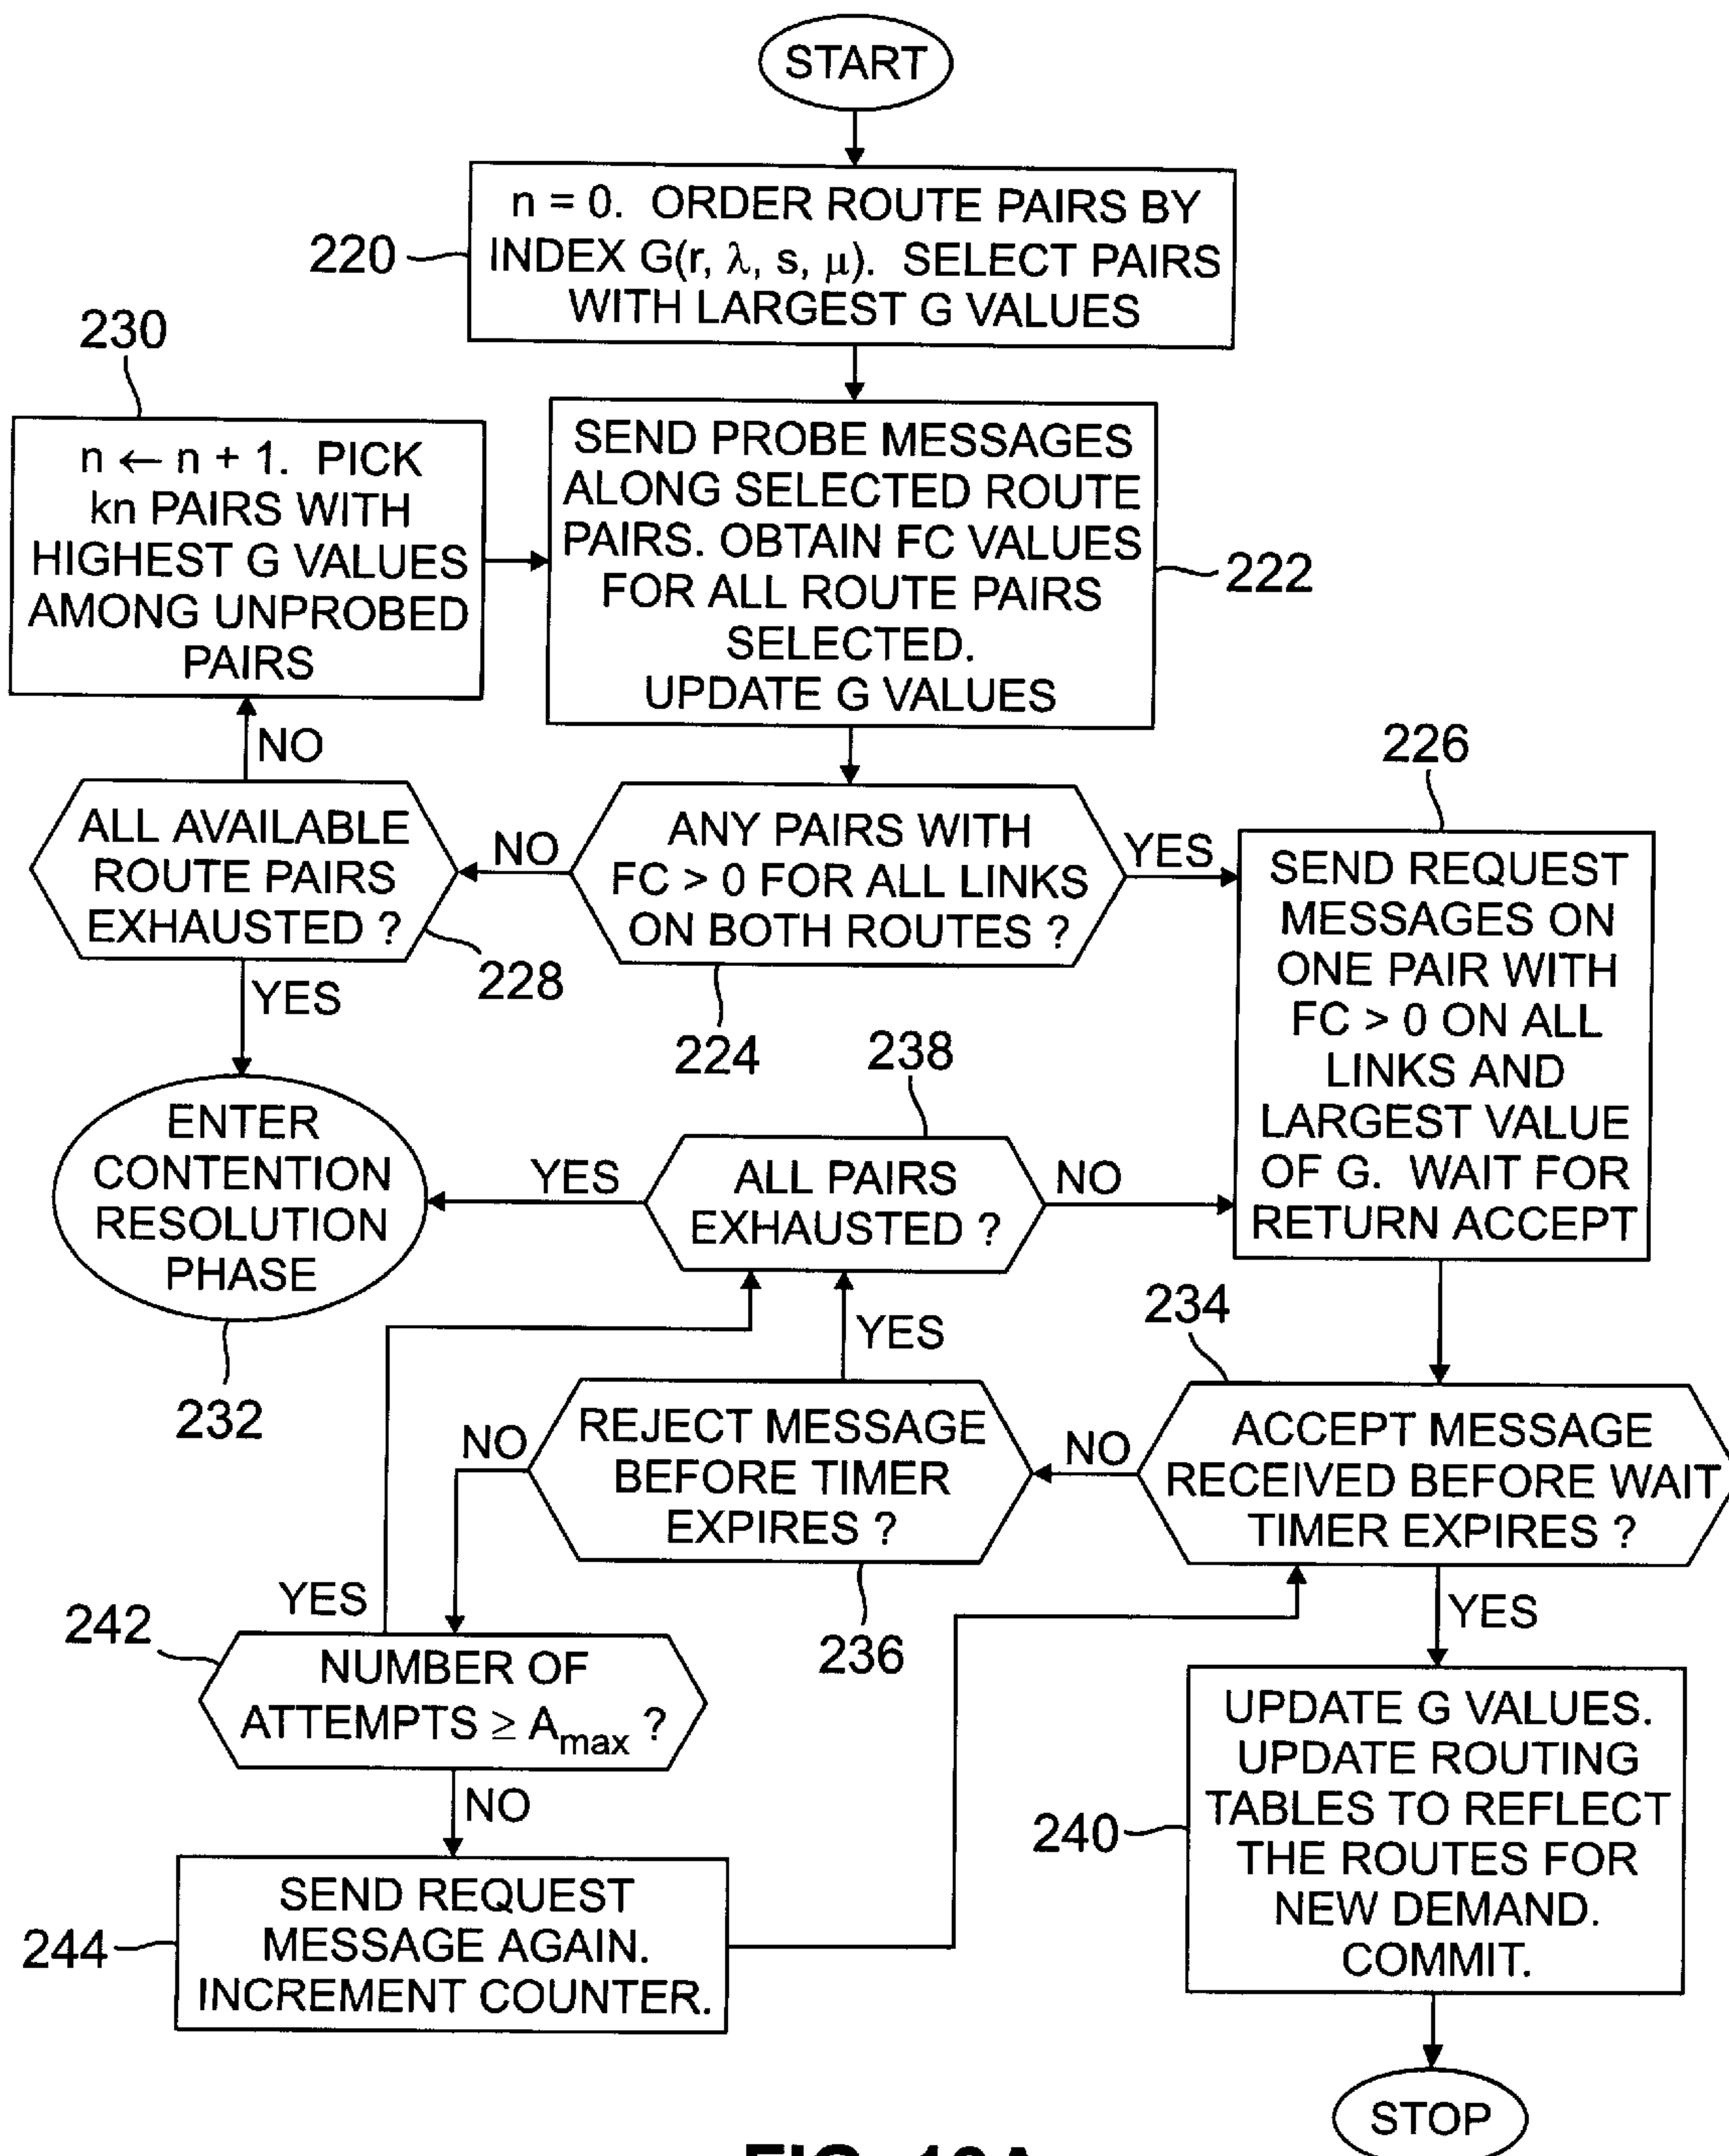 START
n = 0. ORDER ROUTE PAIRS BY
INDEX G(r, λ, s, μ). SELECT PAIRS
WITH LARGEST G VALUES
220
230
n ← n + 1. PICK
kn PAIRS WITH
HIGHEST G VALUES
AMONG UNPROBED
PAIRS
SEND PROBE MESSAGES
ALONG SELECTED ROUTE
PAIRS. OBTAIN FC VALUES
FOR ALL ROUTE PAIRS
SELECTED.
UPDATE G VALUES
222
NO
ALL AVAILABLE
ROUTE PAIRS
EXHAUSTED ?
228
NO
ANY PAIRS WITH
FC > 0 FOR ALL LINKS
ON BOTH ROUTES ?
224
YES
226
SEND REQUEST
MESSAGES ON
ONE PAIR WITH
FC > 0 ON ALL
LINKS AND
LARGEST VALUE
OF G. WAIT FOR
RETURN ACCEPT
YES
ENTER
CONTENTION
RESOLUTION
PHASE
232
YES
238
ALL PAIRS
EXHAUSTED ?
NO
YES
234
ACCEPT MESSAGE
RECEIVED BEFORE WAIT
TIMER EXPIRES ?
NO
REJECT MESSAGE
BEFORE TIMER
EXPIRES ?
236
NO
YES
YES
242
NUMBER OF
ATTEMPTS ≥ Amax ?
NO
244
SEND REQUEST
MESSAGE AGAIN.
INCREMENT COUNTER.
240
UPDATE G VALUES.
UPDATE ROUTING
TABLES TO REFLECT
THE ROUTES FOR
NEW DEMAND.
COMMIT.
STOP